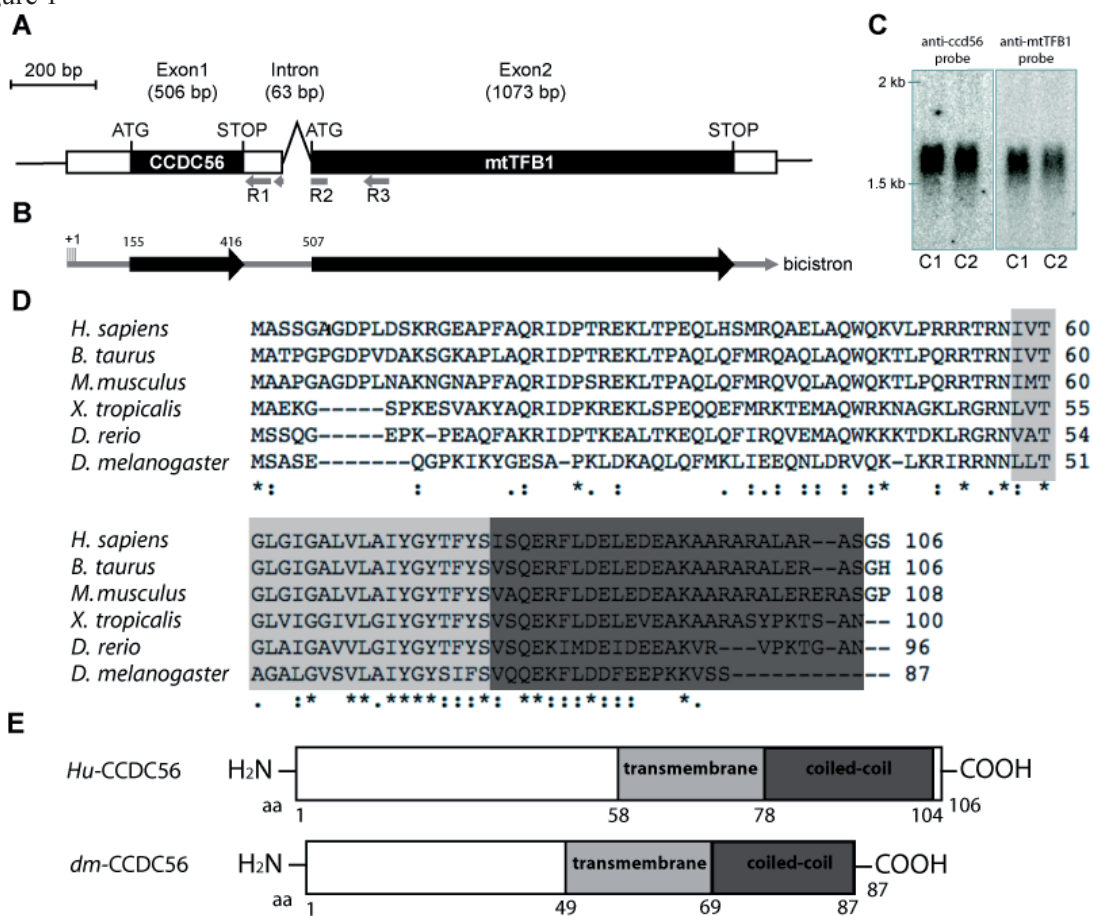 gure 1
A
200 bp Exon1 Intron Exon2
(506 bp) (63 bp) (1073 bp)
ATG STOP ATG STOP
CCDC56 mtTFB1
R1 R2 R3
B
+1 155 416 507
bicistron
C
anti-ccd56 probe anti-mtTFB1 probe
2 kb
1.5 kb
C1 C2 C1 C2
D
H. sapiens MASSGAGDPLDSKRGEAPFAQRIDPTREKLTPEQLHSMRQAELAQWQKVLPRRRTRNIVT 60
B. taurus MATPGPGDPVDAKSGKAPLAQRIDPTREKLTPAQLQFMRQAQLAQWQKTLPQRRTRNIVT 60
M.musculus MAAPGAGDPLNAKNGNAPFAQRIDPSREKLTPAQLQFMRQVQLAQWQKTLPQRRTRNIMT 60
X. tropicalis MAEKG-----SPKESVAKYAQRIDPKREKLSPEQQEFMRKTEMAQWRKNAGKLRGRNLVT 55
D. rerio MSSQG-----EPK-PEAQFAKRIDPTKEALTKEQLQFIRQVEMAQWKKKTDKLRGRNVAT 54
D. melanogaster MSASE-------QGPKIKYGESA-PKLDKAQLQFMKLIEEQNLDRVQK-LKRIRRNNLLT 51
*: : .: *. : . :.: :: :* : * .*: *
H. sapiens GLGIGALVLAIYGYTFYSISQERFLDELEDEAKAARARALAR--ASGS 106
B. taurus GLGIGALVLAIYGYTFYSVSQERFLDELEDEAKAARARALER--ASGH 106
M.musculus GLGIGALVLAIYGYTFYSVAQERFLDELEDEAKAARARALERERASGP 108
X. tropicalis GLVIGGIVLGIYGYTFYSVSQERFLDELEVEAKAARASYPKTS-AN-- 100
D. rerio GLAIGAVVLGIYGYTFYSVSQEKIMDEIDEEAKVR---VPKTG-AN-- 96
D. melanogaster AGALGVSVLAIYGYSIFSVQQEKFLDDFEEPKKVSS------------ 87
. :* **.****:::* **:::*::: *.
E
Hu-CCDC56 H2N transmembrane coiled-coil COOH
aa 1 58 78 104 106
dm-CCDC56 H2N transmembrane coiled-coil COOH
aa 1 49 69 87 87